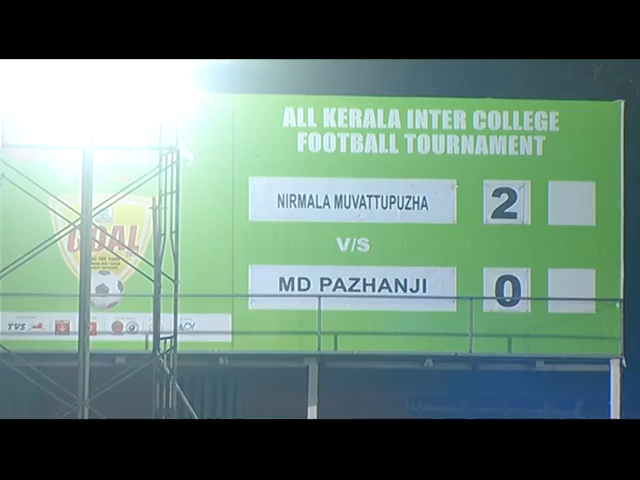 ALL KERALA INTER COLLEGE
FOOTBALL TOURNAMENT
NIRMALA MUVATTUPUZHA 2
V/S
MD PAZHANJI 0
GOAL
TVS